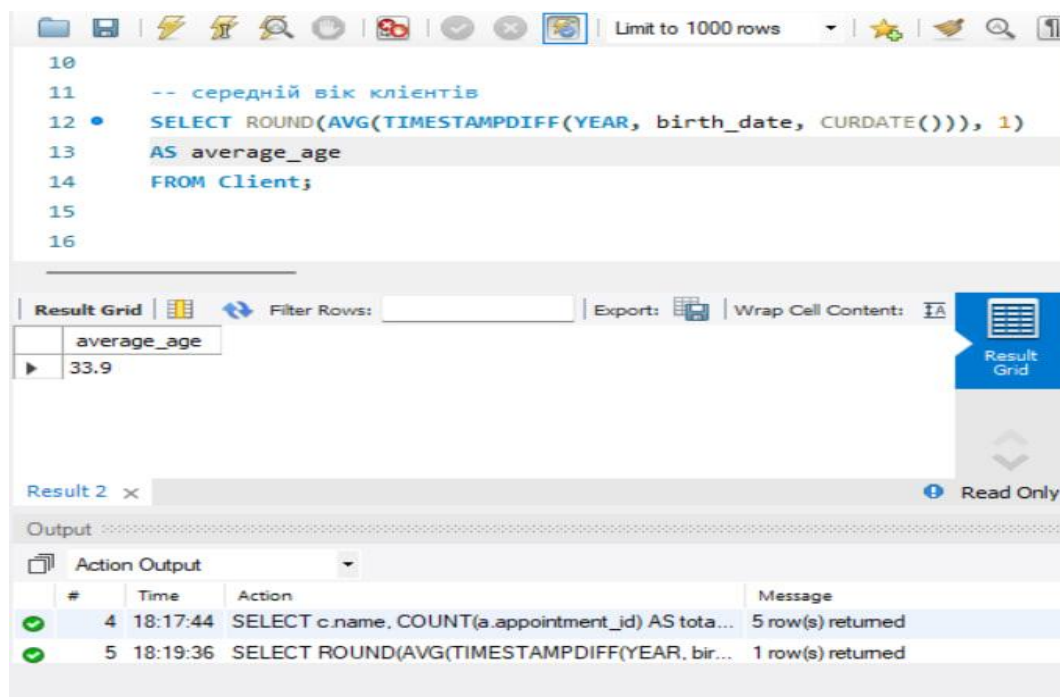 Limit to 1000 rows
10
11 -- середній вік клієнтів
12 SELECT ROUND(AVG(TIMESTAMPDIFF(YEAR, birth_date, CURDATE())), 1)
13 AS average_age
14 FROM Client;
15
16
Result Grid Filter Rows: Export: Wrap Cell Content:
average_age
33.9
Result
Grid
Result 2 Read Only
Output
Action Output
# Time Action Message
4 18:17:44 SELECT c.name, COUNT(a.appointment_id) AS tota... 5 row(s) returned
5 18:19:36 SELECT ROUND(AVG(TIMESTAMPDIFF(YEAR, bir... 1 row(s) returned